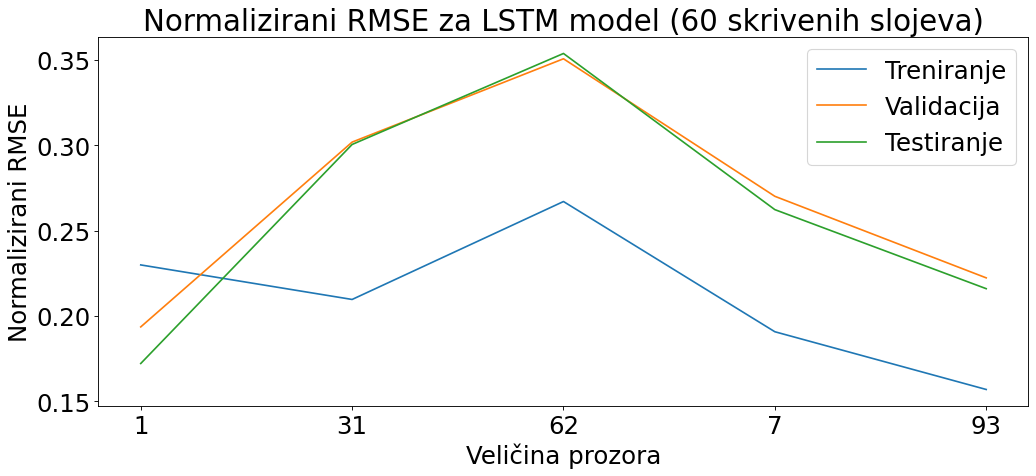 Normalizirani RMSE za LSTM model (60 skrivenih slojeva)
Treniranje
Validacija
Testiranje
Normalizirani RMSE
0.35
0.30
0.25
0.20
0.15
1 31 62 7 93
Veličina prozora